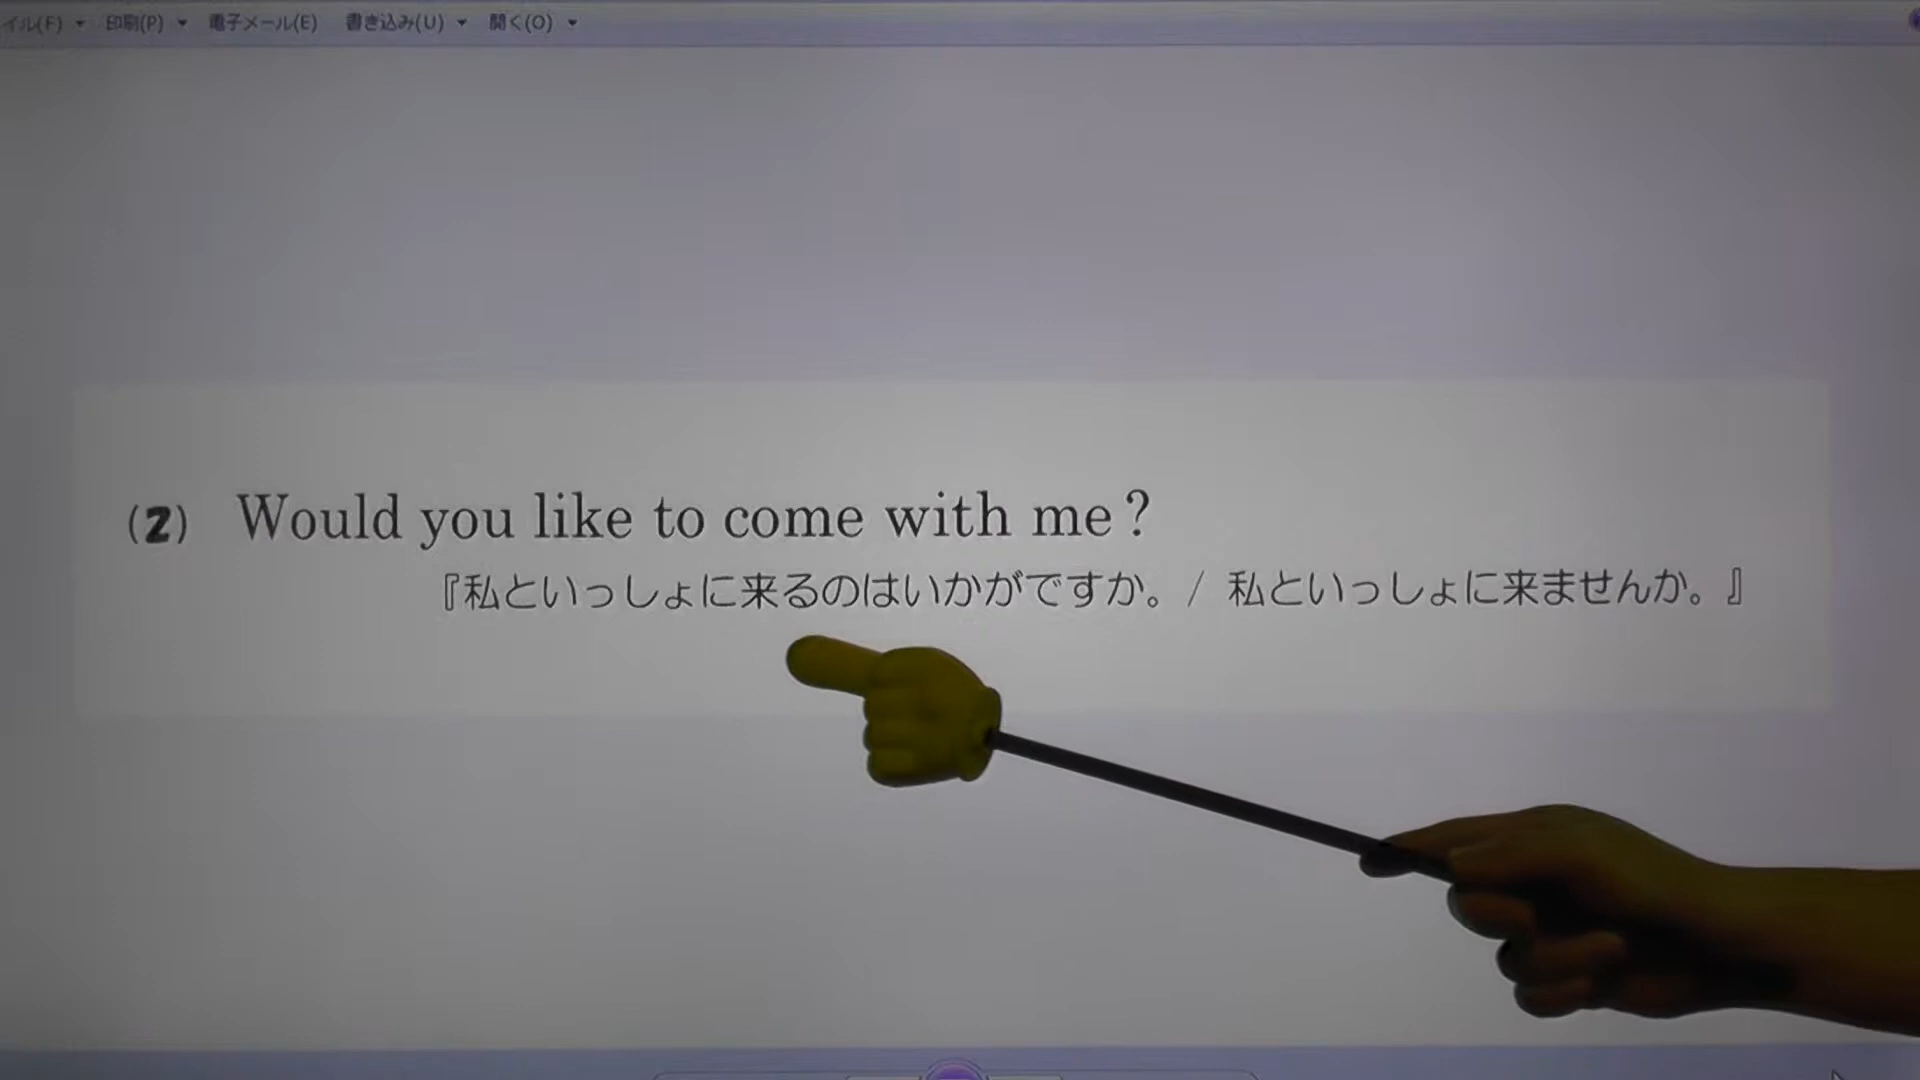 イル(F) 印刷(P) 電子メール(E) 書き込み(U) 開く(O)
(2) Would you like to come with me?
『私といっしょに来るのはいかがですか。/ 私といっしょに来ませんか。』